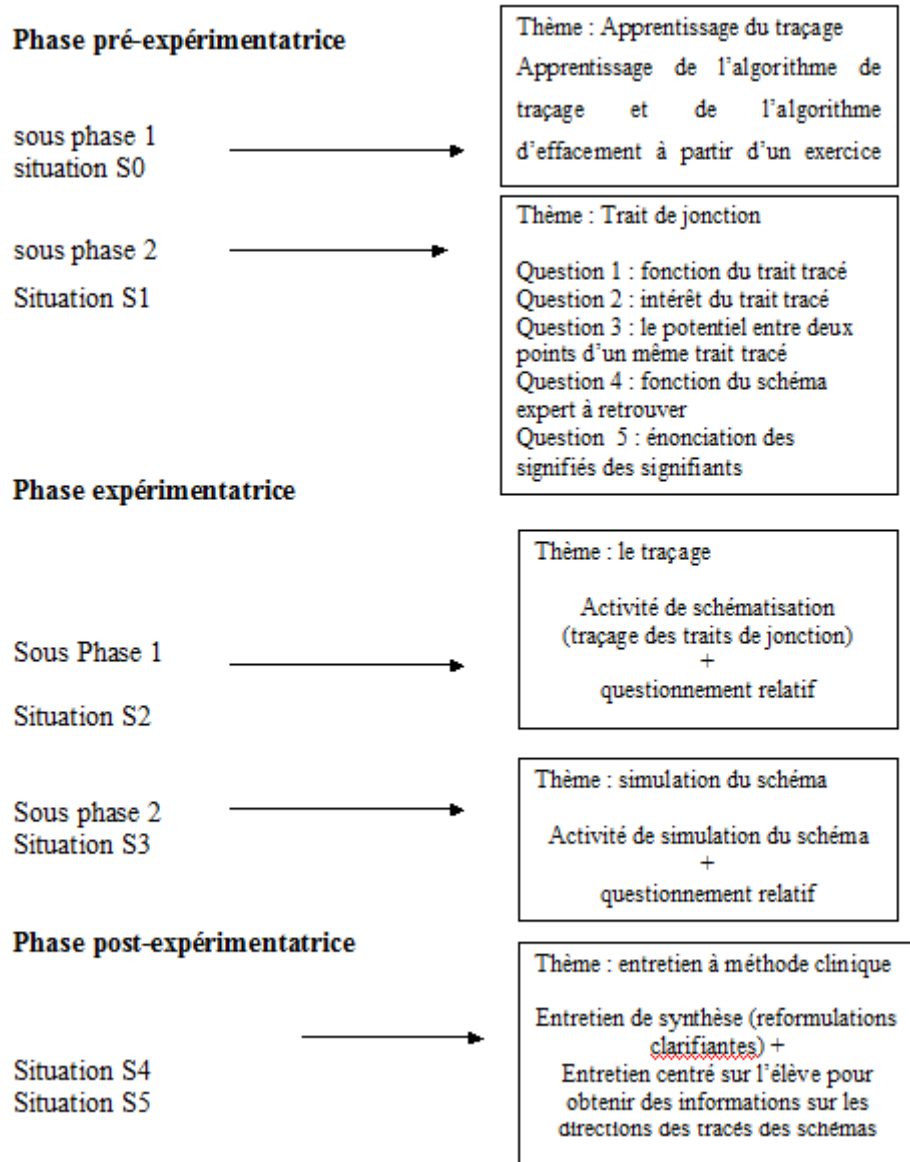 Phase pré-expérimentatrice
sous phase 1
situation S0
Thème : Apprentissage du traçage
Apprentissage de l'algorithme de
traçage et de l'algorithme
d'effacement à partir d'un exercice
sous phase 2
Situation S1
Thème : Trait de jonction
Question 1 : fonction du trait tracé
Question 2 : intérêt du trait tracé
Question 3 : le potentiel entre deux
points d'un même trait tracé
Question 4 : fonction du schéma
expert à retrouver
Question 5 : énonciation des
signifiés des signifiants
Phase expérimentatrice
Sous Phase 1
Situation S2
Thème : le traçage
Activité de schématisation
(traçage des traits de jonction)
+
questionnement relatif
Sous phase 2
Situation S3
Thème : simulation du schéma
Activité de simulation du schéma
+
questionnement relatif
Phase post-expérimentatrice
Situation S4
Situation S5
Thème : entretien à méthode clinique
Entretien de synthèse (reformulations
clarifiantes) +
Entretien centré sur l'élève pour
obtenir des informations sur les
directions des tracés des schémas